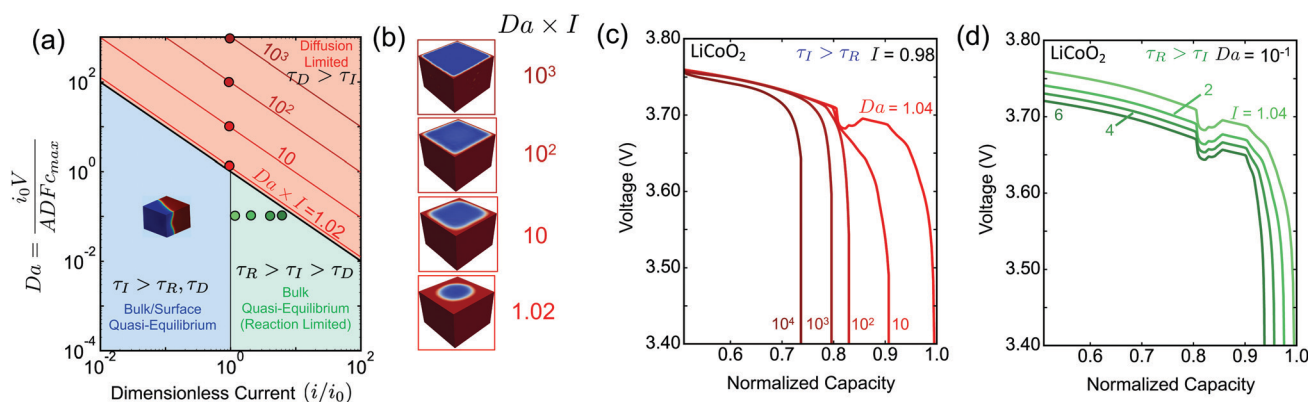 (a)
10³
Diffusion
Limited
τ_D > τ_I
10²
10
Da × I = 1.02
10²
10⁰
10⁻²
10⁻⁴
Da = i₀V / ADFc_max
τ_I > τ_R, τ_D
Bulk/Surface
Quasi-Equilibrium
τ_R > τ_I > τ_D
Bulk
Quasi-Equilibrium
(Reaction Limited)
10⁻² 10⁰ 10²
Dimensionless Current (i/i₀)
(b)
Da × I
10³
10²
10
1.02
(c)
LiCoO₂ τ_I > τ_R I = 0.98
Da = 1.04
10⁴ 10³ 10² 10
3.80
3.70
3.60
3.50
3.40
Voltage (V)
0.6 0.7 0.8 0.9 1.0
Normalized Capacity
(d)
LiCoO₂ τ_R > τ_I Da = 10⁻¹
2
I = 1.04
6
4
3.80
3.70
3.60
3.50
3.40
Voltage (V)
0.6 0.7 0.8 0.9 1.0
Normalized Capacity